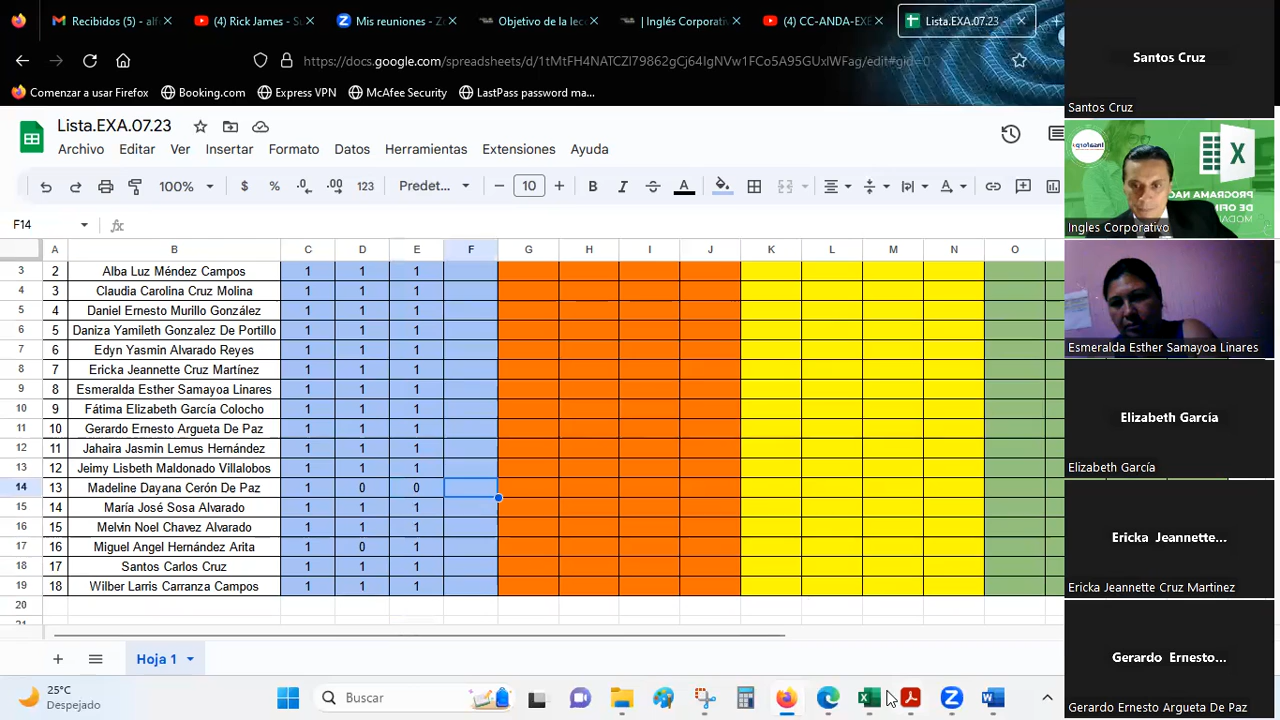 Recibidos (5) - alf
(4) Rick James - S
Mis reuniones - Ze
Objetivo de la lec
| Inglés Corporativ
(4) CC-ANDA-EXE
Lista.EXA.07.23
https://docs.google.com/spreadsheets/d/
Comenzar a usar Firefox
Booking.com
Express VPN
McAfee Security
LastPass password ma...
Lista.EXA.07.23
Archivo Editar Ver Insertar Formato Datos Herramientas Extensiones Ayuda
100% $ % .0 .00 123 Predet... 10 B I A
F14 fx
A B C D E F G H I J K L M N O
3 2 Alba Luz Méndez Campos 1 1 1
4 3 Claudia Carolina Cruz Molina 1 1 1
5 4 Daniel Ernesto Murillo González 1 1 1
6 5 Daniza Yamileth Gonzalez De Portillo 1 1 1
7 6 Edyn Yasmin Alvarado Reyes 1 1 1
8 7 Ericka Jeannette Cruz Martínez 1 1 1
9 8 Esmeralda Esther Samayoa Linares 1 1 1
10 9 Fátima Elizabeth García Colocho 1 1 1
11 10 Gerardo Ernesto Argueta De Paz 1 1 1
12 11 Jahaira Jasmin Lemus Hernández 1 1 1
13 12 Jeimy Lisbeth Maldonado Villalobos 1 1 1
14 13 Madeline Dayana Cerón De Paz 1 0 0
15 14 María José Sosa Alvarado 1 1 1
16 15 Melvin Noel Chavez Alvarado 1 1 1
17 16 Miguel Angel Hernández Arita 1 0 1
18 17 Santos Carlos Cruz 1 1 1
19 18 Wilber Larris Carranza Campos 1 1 1
20
21
Hoja 1
25°C
Despejado
Buscar
Santos Cruz
Santos Cruz
PROGRAMA NAC
DE OFI
MODA
Ingles Corporativo
Esmeralda Esther Samayoa Linares
Elizabeth García
Elizabeth García
Ericka Jeannette...
Ericka Jeannette Cruz Martinez
Gerardo Ernesto...
Gerardo Ernesto Argueta De Paz